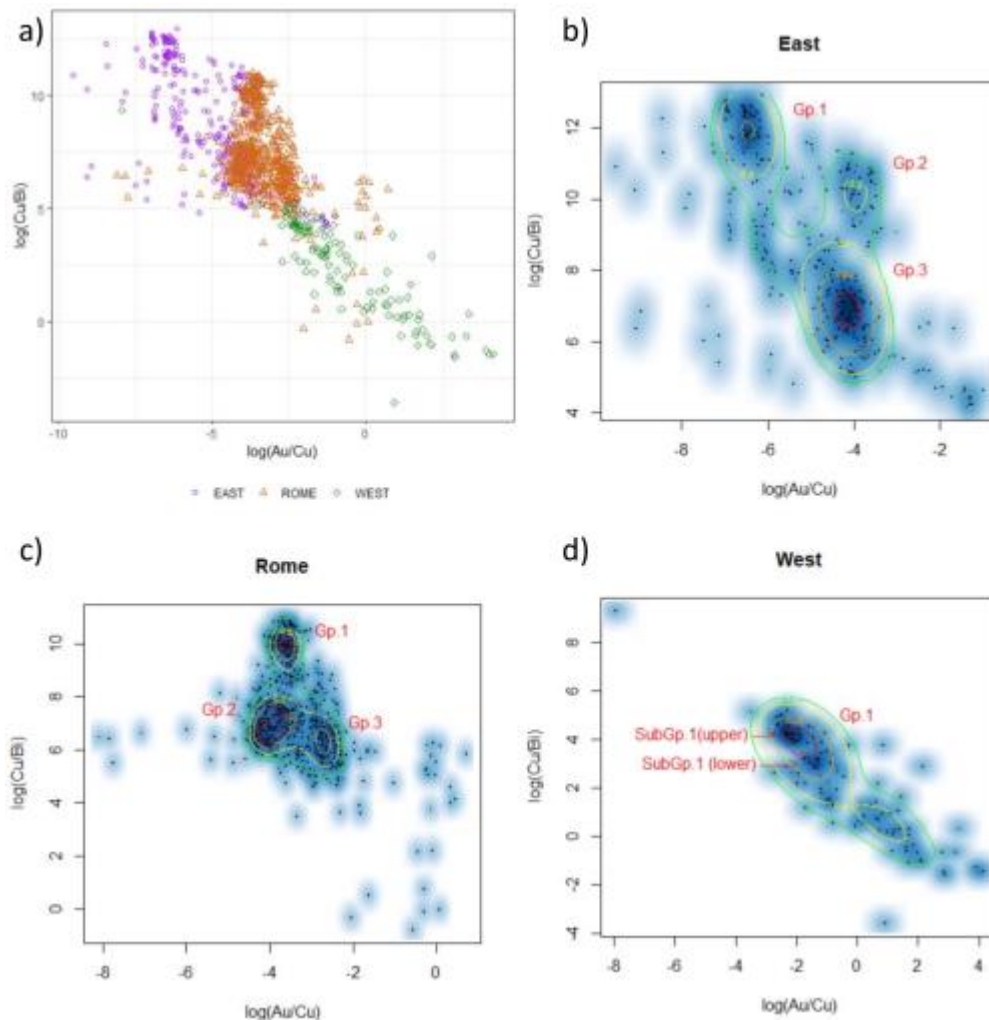 a)
log(Cu/Bi)
10
5
0
-10
-5
0
log(Au/Cu)
EAST
ROME
WEST
b)
East
log(Cu/Bi)
12
10
8
6
4
Gp.1
Gp.2
Gp.3
-8
-6
-4
-2
log(Au/Cu)
c)
Rome
log(Cu/Bi)
10
8
6
4
2
0
Gp.1
Gp.2
Gp.3
-8
-6
-4
-2
0
log(Au/Cu)
d)
West
log(Cu/Bi)
8
6
4
2
0
-2
-4
Gp.1
SubGp.1(upper)
SubGp.1 (lower)
-8
-6
-4
-2
0
2
4
log(Au/Cu)